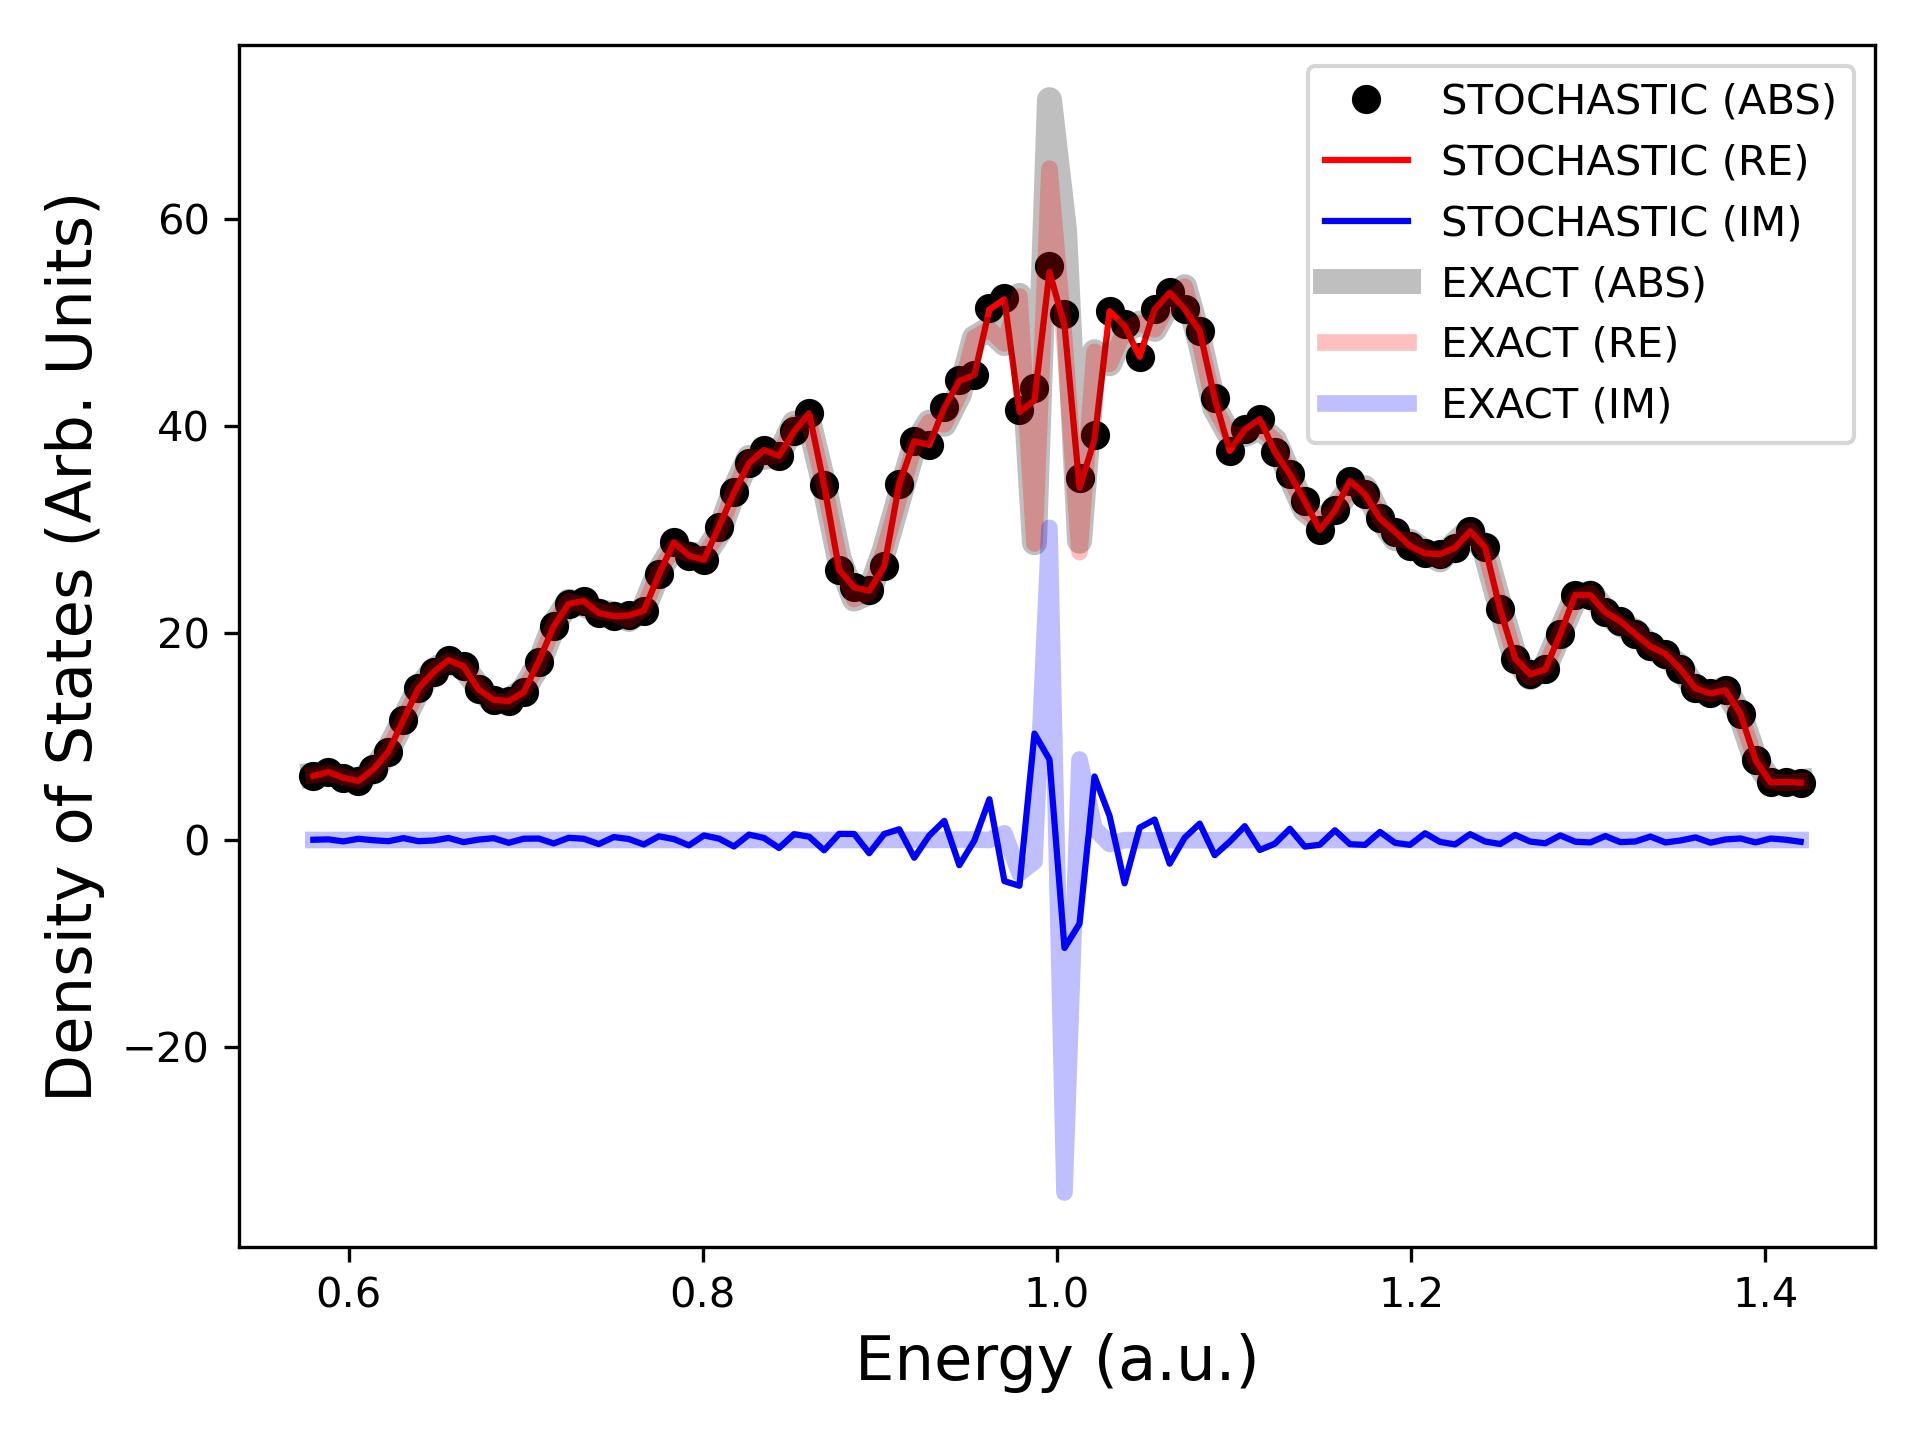 STOCHASTIC (ABS)
STOCHASTIC (RE)
STOCHASTIC (IM)
EXACT (ABS)
EXACT (RE)
EXACT (IM)
Density of States (Arb. Units)
60
40
20
0
−20
0.6 0.8 1.0 1.2 1.4
Energy (a.u.)